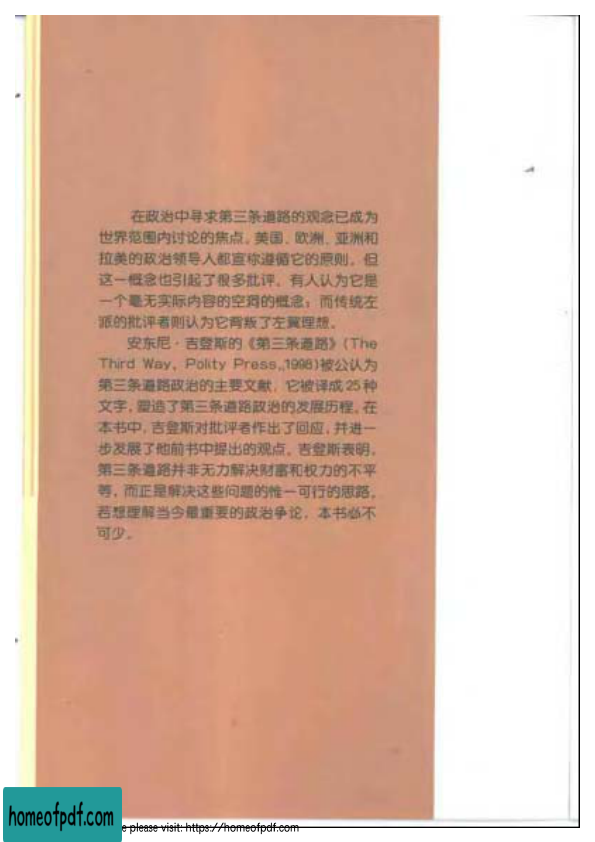 在政治中寻求第三条道路的观念已成为
世界范围内讨论的焦点。美国、欧洲、亚洲和
拉美的政治领导人都宣称遵循它的原则。但
这一概念也引起了很多批评。有人认为它是
一个毫无实际内容的空洞的概念；而传统左
派的批评者则认为它背叛了左翼理想。
安东尼·吉登斯的《第三条道路》(The
Third Way, Polity Press,1998)被公认为
第三条道路政治的主要文献，它被译成25种
文字，塑造了第三条道路政治的发展历程。在
本书中，吉登斯对批评者作出了回应，并进一
步发展了他前书中提出的观点。吉登斯表明，
第三条道路并非无力解决财富和权力的不平
等，而正是解决这些问题的惟一可行的思路。
若想理解当今最重要的政治争论，本书必不
可少。
homeofpdf.com
e please visit: https://homeofpdf.com